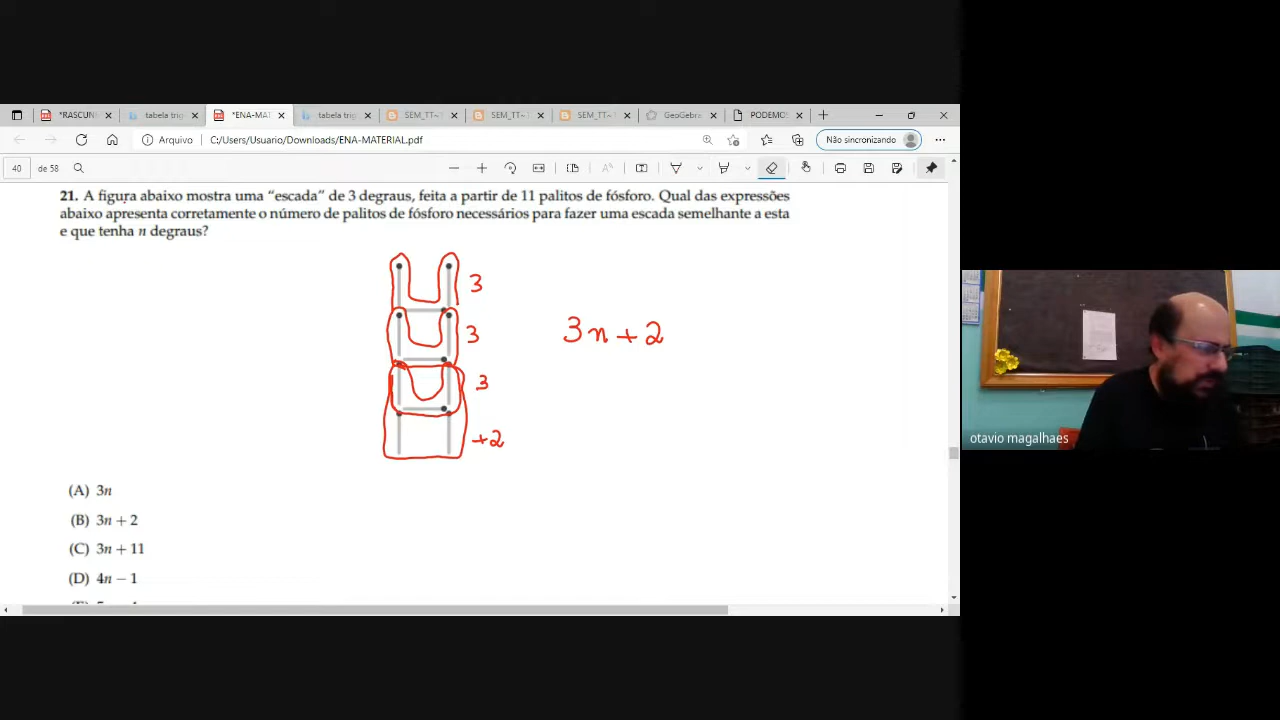 *RASCUN
tabela trig
*ENA-MAT
tabela trig
SEM_TT~
SEM_TT~
SEM_TT~
GeoGebra
PODEMO
Arquivo C:/Users/Usuario/Downloads/ENA-MATERIAL.pdf
Não sincronizando
40 de 58
21. A figura abaixo mostra uma “escada” de 3 degraus, feita a partir de 11 palitos de fósforo. Qual das expressões
abaixo apresenta corretamente o número de palitos de fósforo necessários para fazer uma escada semelhante a esta
e que tenha n degraus?
3
3
3n+2
3
+2
(A) 3n
(B) 3n + 2
(C) 3n + 11
(D) 4n − 1
otavio magalhaes